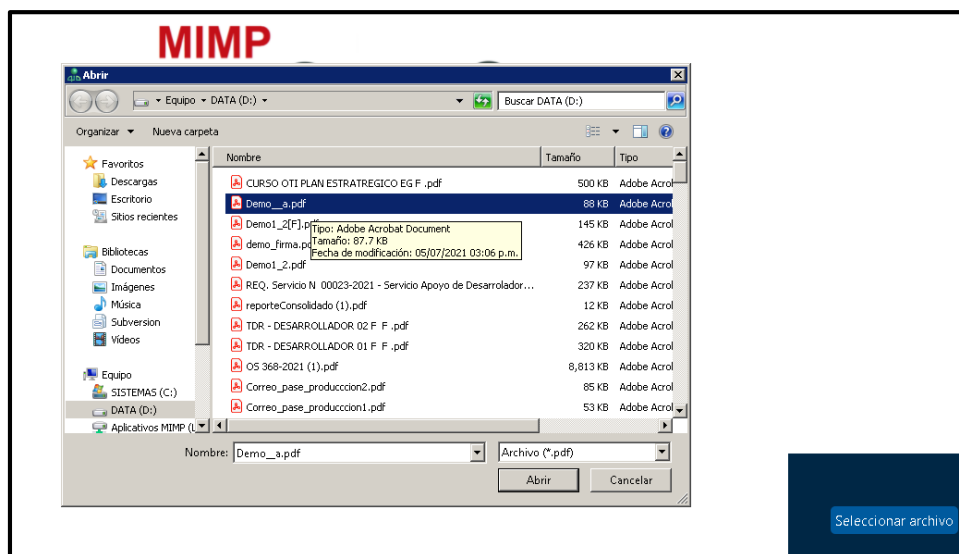 MIMP
Abrir
Equipo DATA (D:)
Buscar DATA (D:)
Organizar Nueva carpeta
Favoritos
Descargas
Escritorio
Sitios recientes
Bibliotecas
Documentos
Imágenes
Música
Subversion
Vídeos
Equipo
SISTEMAS (C:)
DATA (D:)
Aplicativos MIMP (L
Nombre Tamaño Tipo
CURSO OTI PLAN ESTRATREGICO EG F .pdf 500 KB Adobe Acrol
Demo__a.pdf 88 KB Adobe Acrol
Demo1_2[F].pdf 145 KB Adobe Acrol
demo_firma.pd 426 KB Adobe Acrol
Demo1_2.pdf 97 KB Adobe Acrol
REQ. Servicio N 00023-2021 - Servicio Apoyo de Desarrolador... 237 KB Adobe Acrol
reporteConsolidado (1).pdf 12 KB Adobe Acrol
TDR - DESARROLLADOR 02 F F .pdf 262 KB Adobe Acrol
TDR - DESARROLLADOR 01 F F .pdf 320 KB Adobe Acrol
OS 368-2021 (1).pdf 8,813 KB Adobe Acrol
Correo_pase_producccion2.pdf 85 KB Adobe Acrol
Correo_pase_producccion1.pdf 53 KB Adobe Acrol
Tipo: Adobe Acrobat Document
Tamaño: 87.7 KB
Fecha de modificación: 05/07/2021 03:06 p.m.
Nombre: Demo__a.pdf Archivo (*.pdf)
Abrir Cancelar
Seleccionar archivo